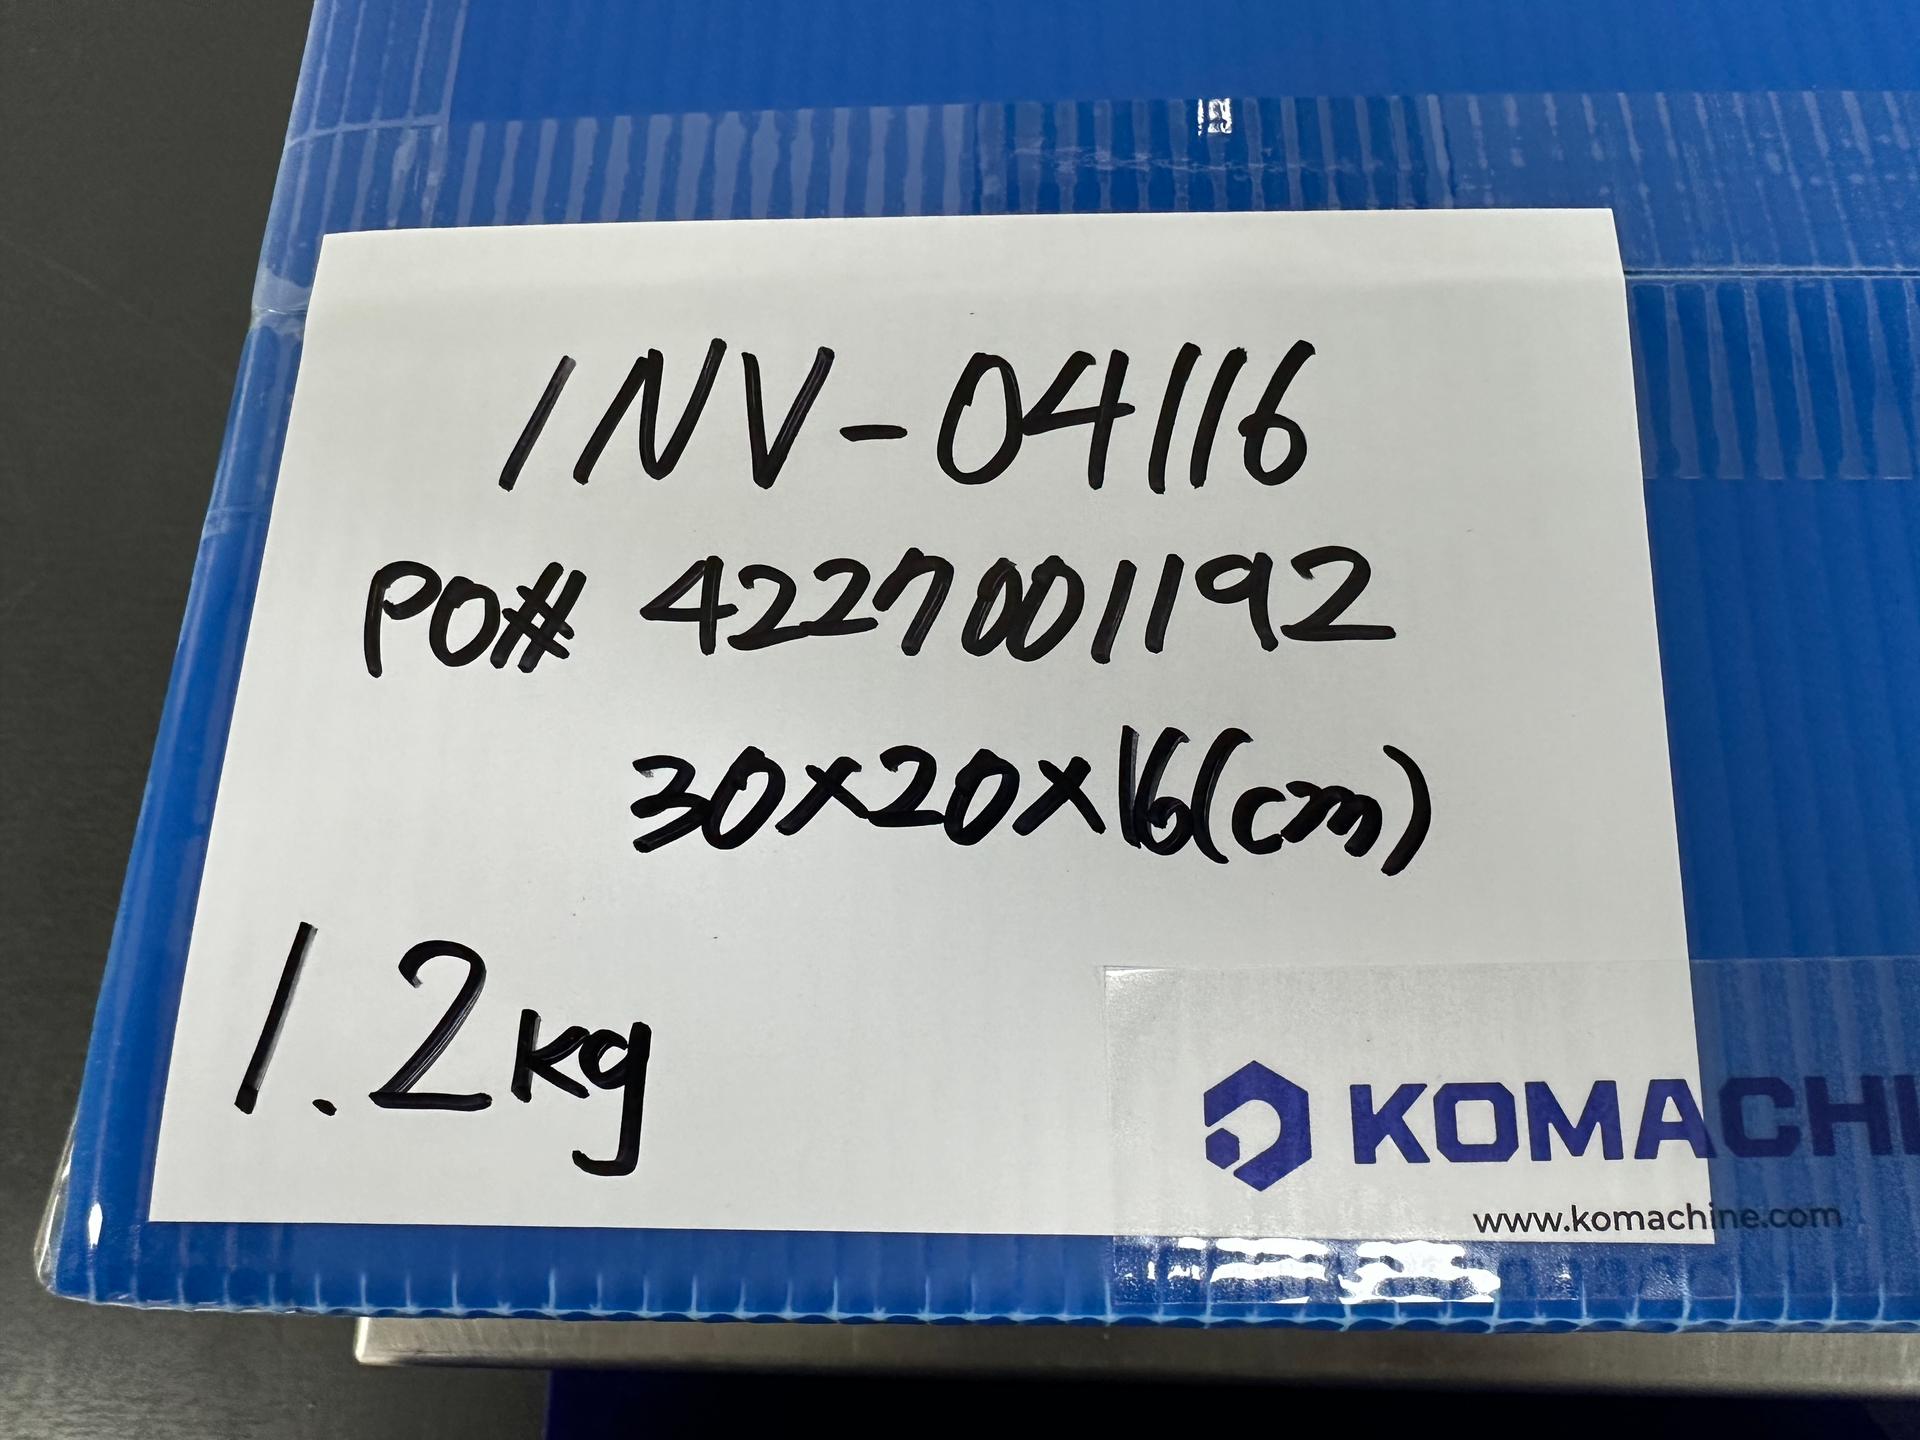 INV-04116
PO# 4227001192
30x20x16(cm)
1.2kg
KOMACHI
www.komachine.com